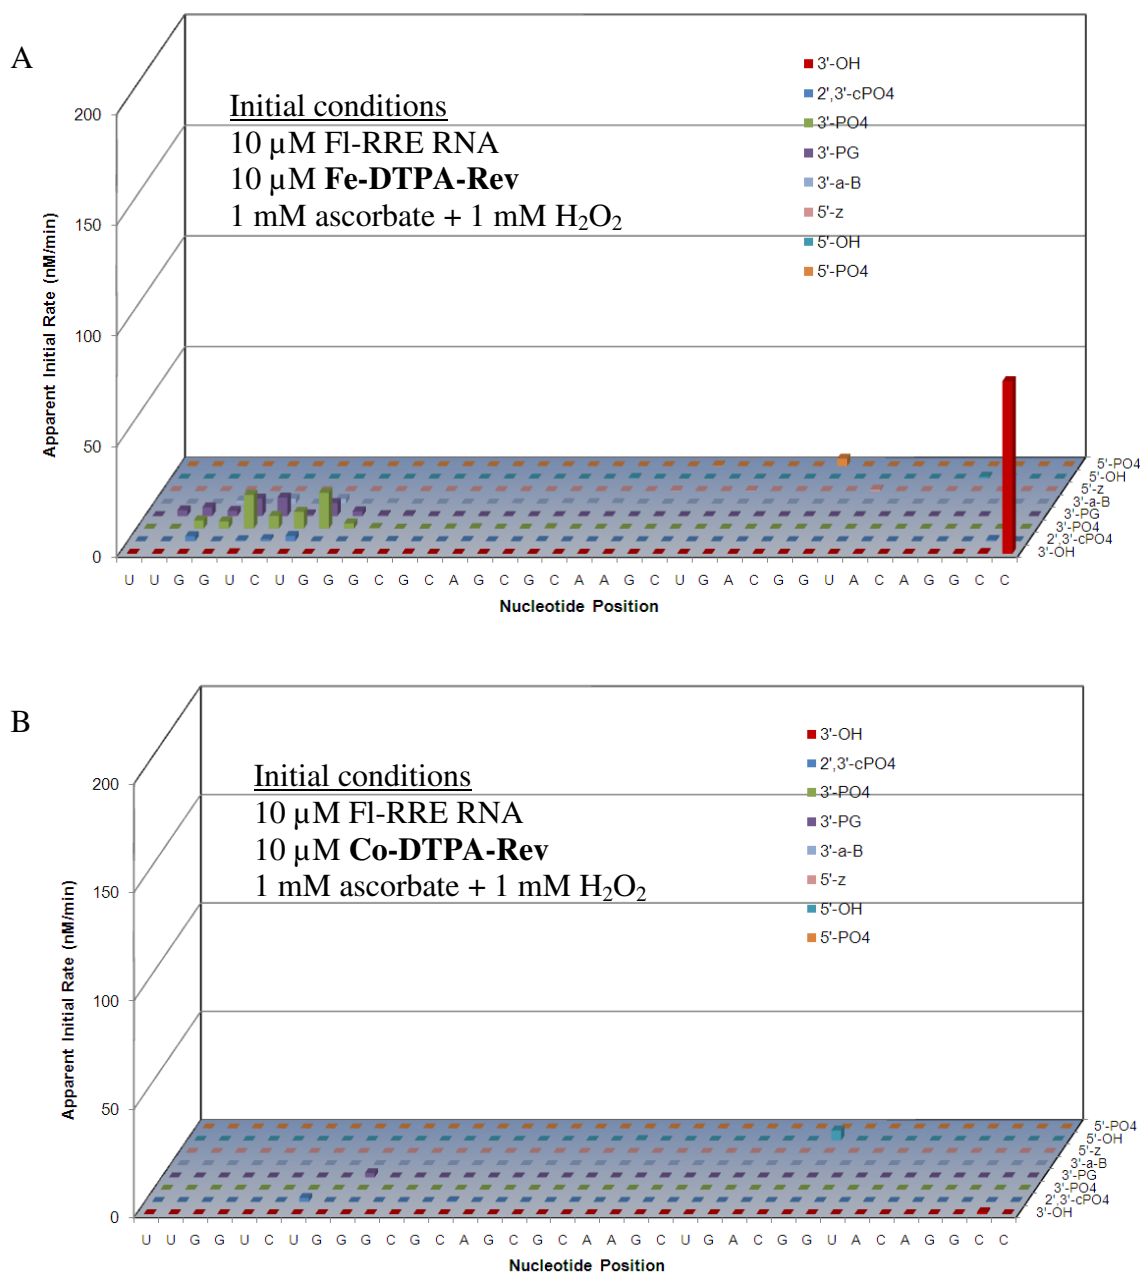 A
3'-OH
2',3'-cPO4
3'-PO4
3'-PG
3'-a-B
5'-z
5'-OH
5'-PO4
Initial conditions
10 µM Fl-RRE RNA
10 µM Fe-DTPA-Rev
1 mM ascorbate + 1 mM H₂O₂
Apparent Initial Rate (nM/min)
200
150
100
50
0
5'-PO4
5'-OH
5'-z
3'-a-B
3'-PG
3'-PO4
2',3'-cPO4
3'-OH
U U G G U C U G G G C G C A G C G C A A G C U G A C G G U A C A G G C C
Nucleotide Position
B
3'-OH
2',3'-cPO4
3'-PO4
3'-PG
3'-a-B
5'-z
5'-OH
5'-PO4
Initial conditions
10 µM Fl-RRE RNA
10 µM Co-DTPA-Rev
1 mM ascorbate + 1 mM H₂O₂
Apparent Initial Rate (nM/min)
200
150
100
50
0
5'-PO4
5'-OH
5'-z
3'-a-B
3'-PG
3'-PO4
2',3'-cPO4
3'-OH
U U G G U C U G G G C G C A G C G C A A G C U G A C G G U A C A G G C C
Nucleotide Position